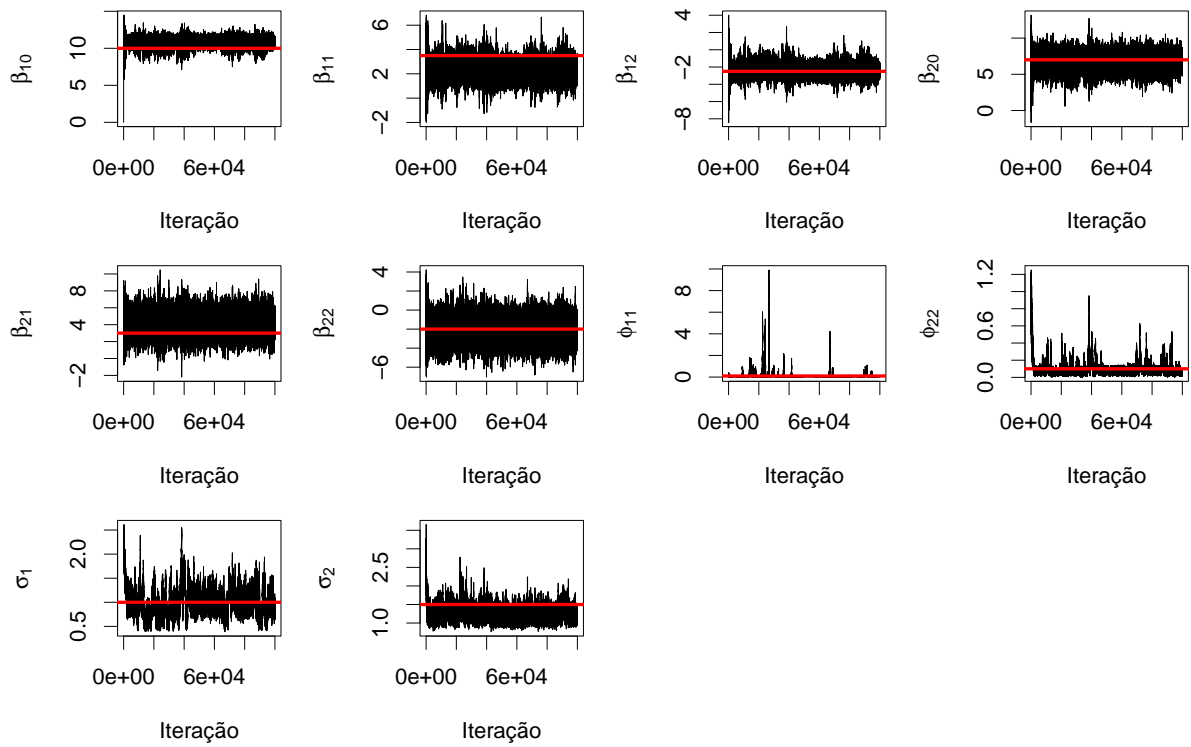 β10
0 5 10
0e+00 6e+04
Iteração
β11
−2 2 6
0e+00 6e+04
Iteração
β12
−8 −2 4
0e+00 6e+04
Iteração
β20
0 5
0e+00 6e+04
Iteração
β21
−2 4 8
0e+00 6e+04
Iteração
β22
−6 0 4
0e+00 6e+04
Iteração
ϕ11
0 4 8
0e+00 6e+04
Iteração
ϕ22
0.0 0.6 1.2
0e+00 6e+04
Iteração
σ1
0.5 2.0
0e+00 6e+04
Iteração
σ2
1.0 2.5
0e+00 6e+04
Iteração